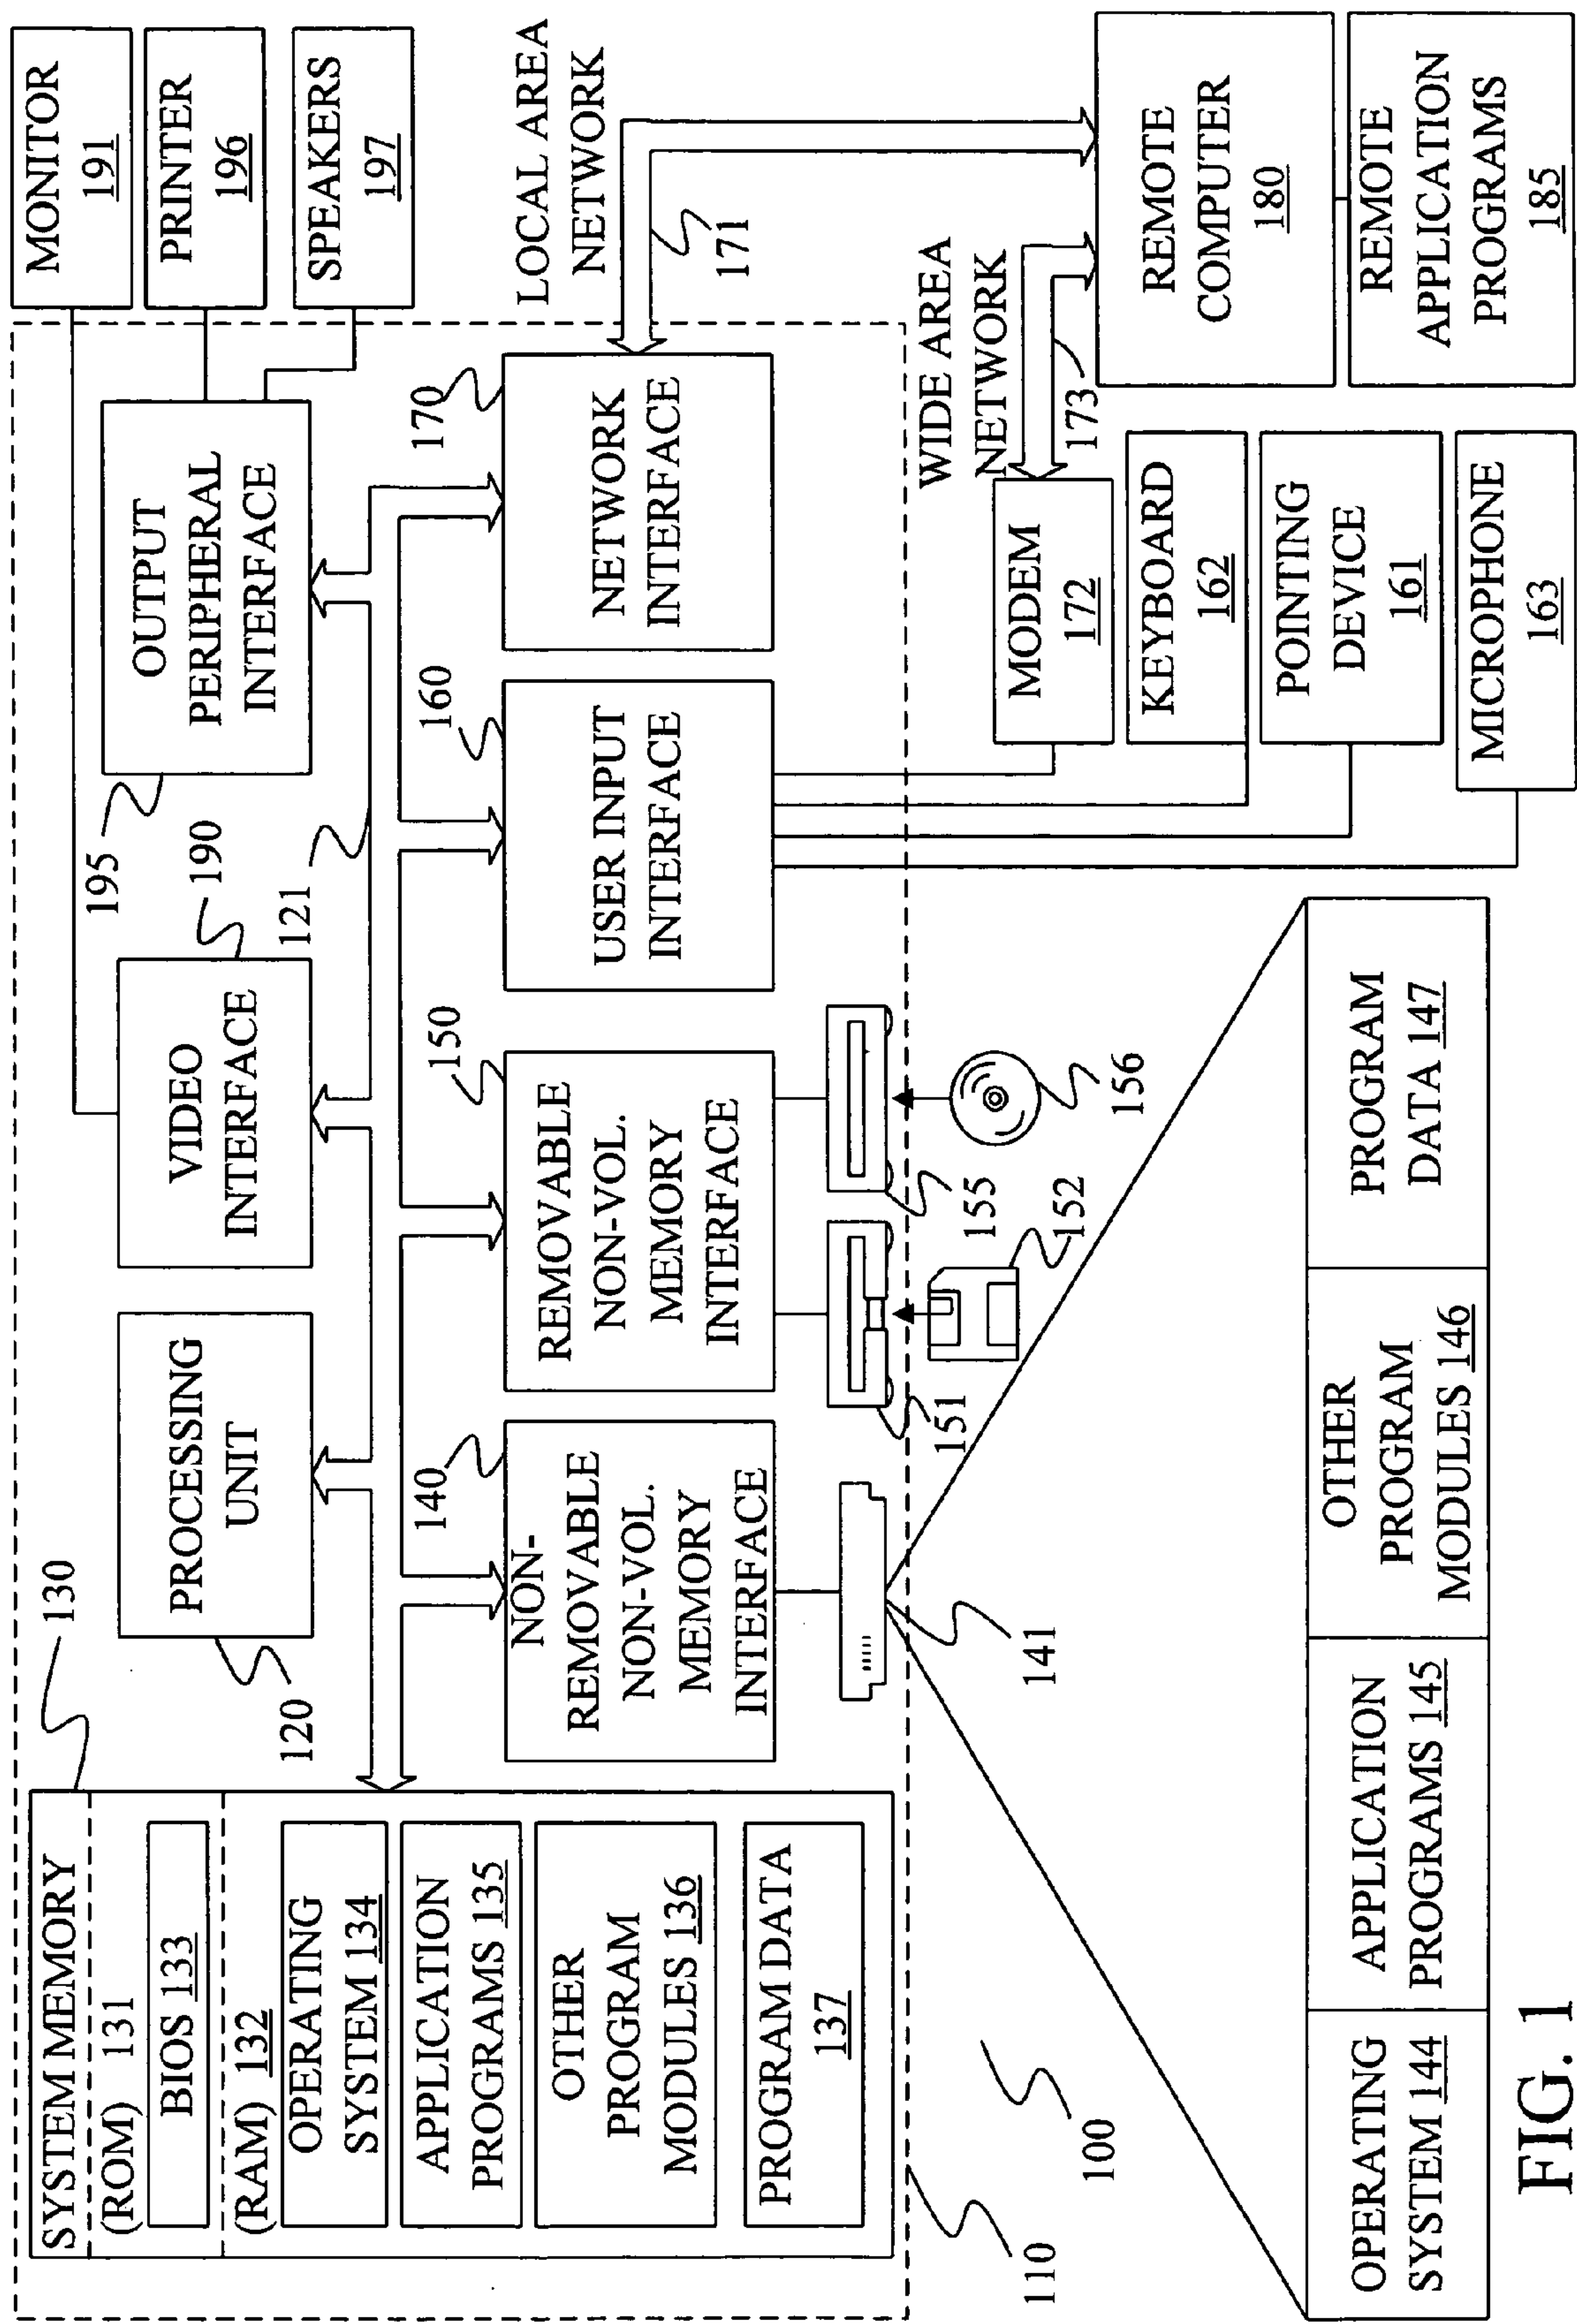 SYSTEM MEMORY
(ROM) 131
BIOS 133
(RAM) 132
OPERATING
SYSTEM 134
APPLICATION
PROGRAMS 135
OTHER
PROGRAM
MODULES 136
PROGRAM DATA
137
130
PROCESSING
UNIT
120
VIDEO
INTERFACE
190
121
OUTPUT
PERIPHERAL
INTERFACE
195
MONITOR
191
PRINTER
196
SPEAKERS
197
140
NON-
REMOVABLE
NON-VOL.
MEMORY
INTERFACE
150
REMOVABLE
NON-VOL.
MEMORY
INTERFACE
160
USER INPUT
INTERFACE
170
NETWORK
INTERFACE
LOCAL AREA
NETWORK
171
WIDE AREA
NETWORK
173
141
151
152
155
156
MODEM
172
KEYBOARD
162
POINTING
DEVICE
161
MICROPHONE
163
REMOTE
COMPUTER
180
REMOTE
APPLICATION
PROGRAMS
185
110
100
OPERATING
SYSTEM 144
APPLICATION
PROGRAMS 145
OTHER
PROGRAM
MODULES 146
PROGRAM
DATA 147
FIG. 1